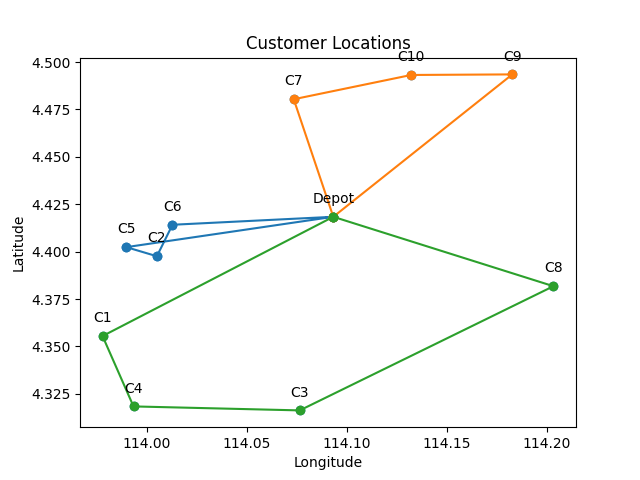 Customer Locations
C10
C9
C7
C6
Depot
C5
C2
C8
C1
C4
C3
4.500
4.475
4.450
4.425
4.400
4.375
4.350
4.325
Latitude
114.00 114.05 114.10 114.15 114.20
Longitude